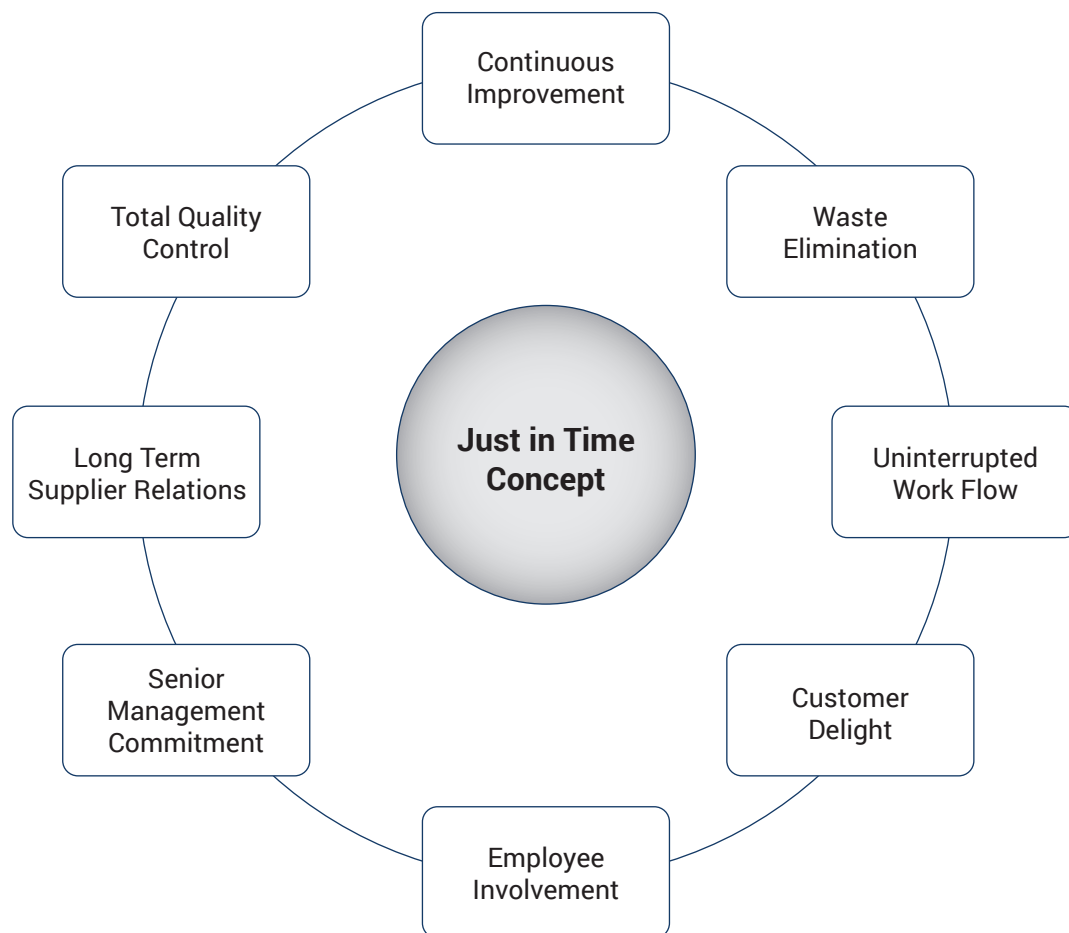 Continuous
Improvement
Total Quality
Control
Waste
Elimination
Just in Time
Concept
Long Term
Supplier Relations
Uninterrupted
Work Flow
Senior
Management
Commitment
Customer
Delight
Employee
Involvement